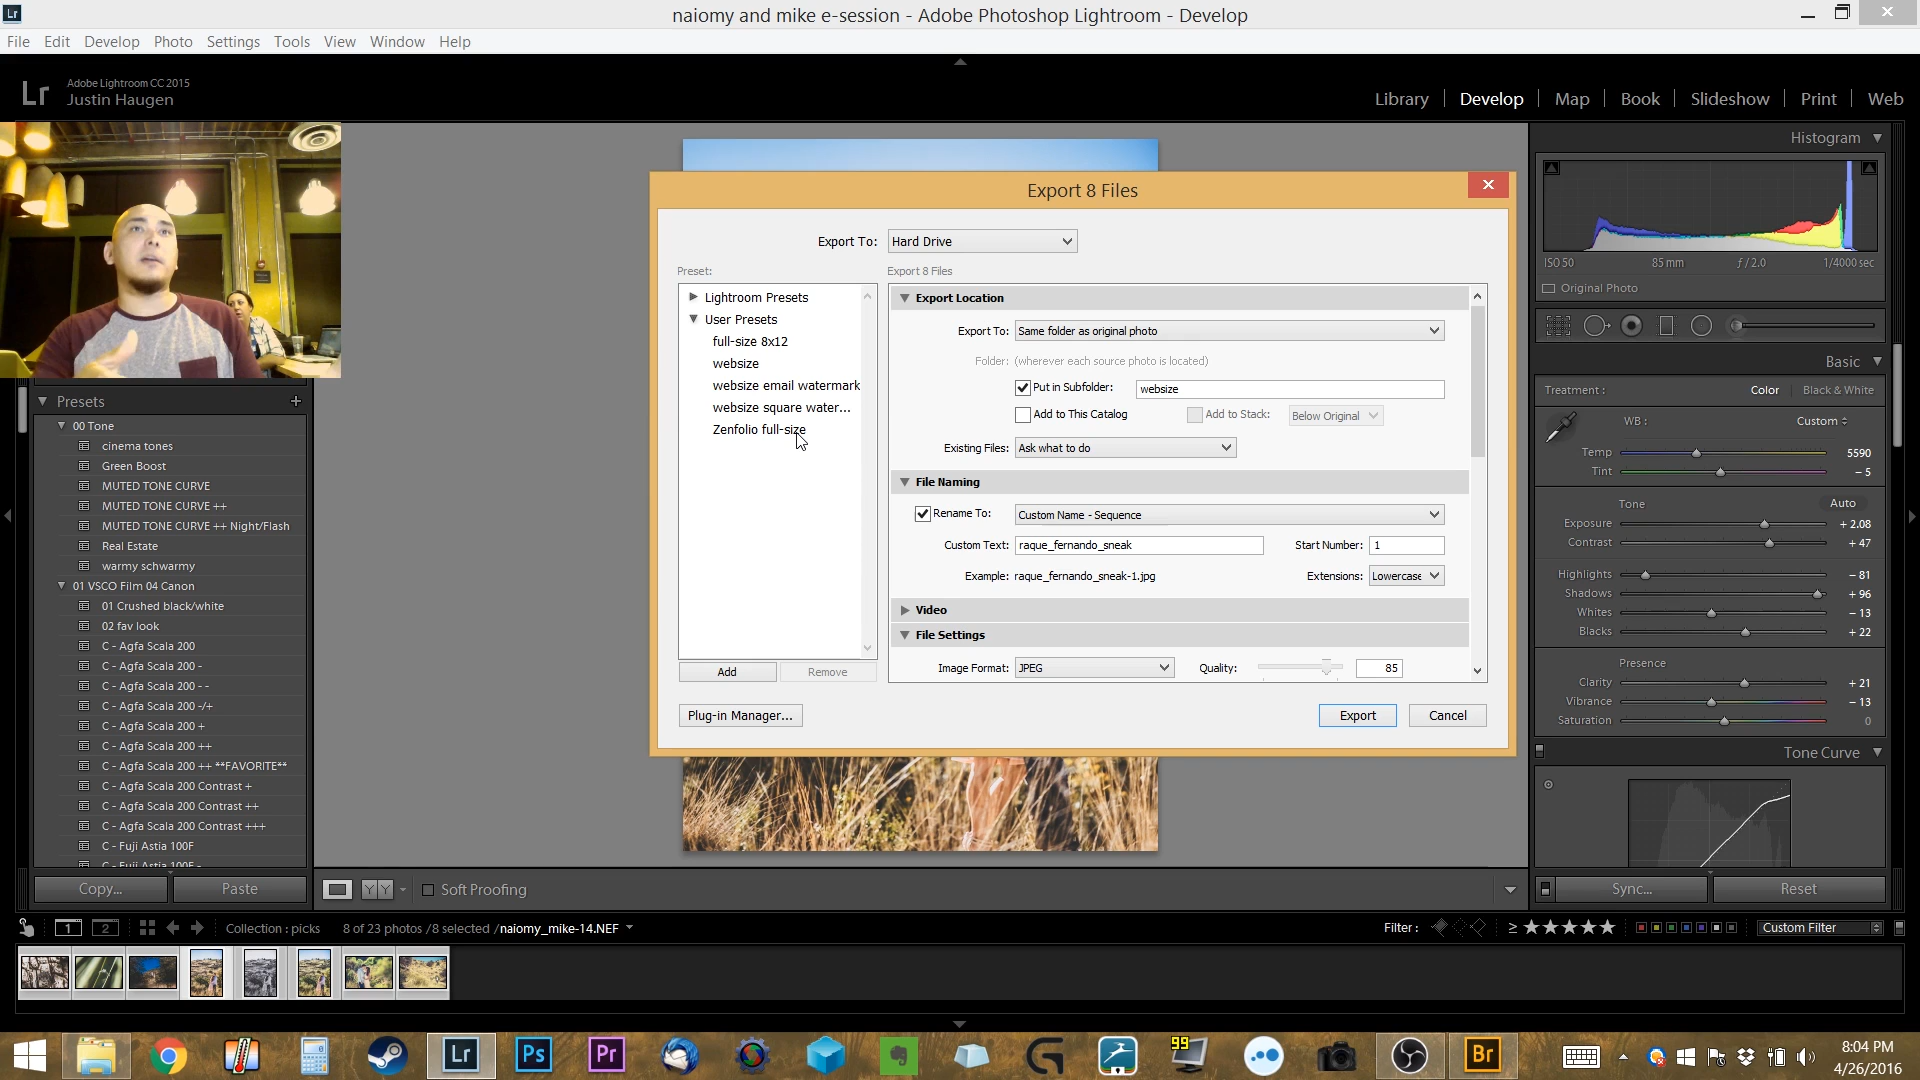 Lr
naiomy and mike e-session - Adobe Photoshop Lightroom - Develop
File Edit Develop Photo Settings Tools View Window Help
Lr
Adobe Lightroom CC 2015
Justin Haugen
Library Develop Map Book Slideshow Print Web
Histogram
ISO 50 85 mm ƒ / 2.0 1/4000 sec
Original Photo
Basic
Treatment : Color Black & White
WB : Custom
Temp 5590
Tint – 5
Tone Auto
Exposure + 2.08
Contrast + 47
Highlights – 81
Shadows + 96
Whites – 13
Blacks + 22
Presence
Clarity + 21
Vibrance – 13
Saturation 0
Tone Curve
Sync... Reset
Export 8 Files
Export To: Hard Drive
Preset:
Lightroom Presets
User Presets
full-size 8x12
websize
websize email watermark
websize square water...
Zenfolio full-size
Add Remove
Plug-in Manager...
Export 8 Files
Export Location
Export To: Same folder as original photo
Folder: (wherever each source photo is located)
Put in Subfolder: websize
Add to This Catalog Add to Stack: Below Original
Existing Files: Ask what to do
File Naming
Rename To: Custom Name - Sequence
Custom Text: raque_fernando_sneak Start Number: 1
Example: raque_fernando_sneak-1.jpg Extensions: Lowercase
Video
File Settings
Image Format: JPEG Quality: 85
Export Cancel
Presets
00 Tone
cinema tones
Green Boost
MUTED TONE CURVE
MUTED TONE CURVE ++
MUTED TONE CURVE ++ Night/Flash
Real Estate
warmy schwarmy
01 VSCO Film 04 Canon
01 Crushed black/white
02 fav look
C - Agfa Scala 200
C - Agfa Scala 200 -
C - Agfa Scala 200 - -
C - Agfa Scala 200 -/+
C - Agfa Scala 200 +
C - Agfa Scala 200 ++
C - Agfa Scala 200 ++ **FAVORITE**
C - Agfa Scala 200 Contrast +
C - Agfa Scala 200 Contrast ++
C - Agfa Scala 200 Contrast +++
C - Fuji Astia 100F
C - Fuji Astia 100F -
Copy... Paste
YY Soft Proofing
1 2 Collection : picks 8 of 23 photos /8 selected /naiomy_mike-14.NEF
Filter : ≥ Custom Filter
Lr Ps Pr 99 Br
8:04 PM
4/26/2016